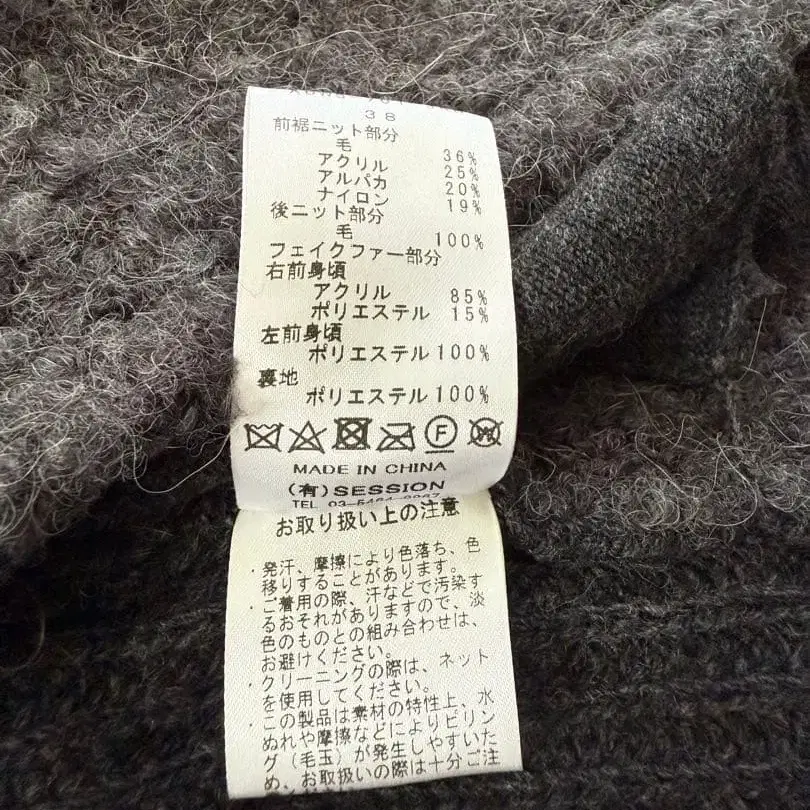 38
前裾ニット部分
毛 36%
アクリル 25%
アルパカ 20%
ナイロン 19%
後ニット部分
毛 100%
フェイクファー部分
右前身頃
アクリル 85%
ポリエステル 15%
左前身頃
ポリエステル 100%
裏地
ポリエステル 100%
F
W
MADE IN CHINA
(有)SESSION
TEL 03-5464-
お取り扱い上の注意
・発汗、摩擦により色落ち、色
移りすることがあります。
・ご着用の際、汗などで汚染す
るおそれがありますので、淡
色のものとの組み合わせは、
お避けください。
・クリーニングの際は、ネット
を使用してください。
・この製品は素材の特性上、水
ぬれや摩擦などによりピリン
グ(毛玉)が発生しやすいた
め、お取扱いの際は十分ご注